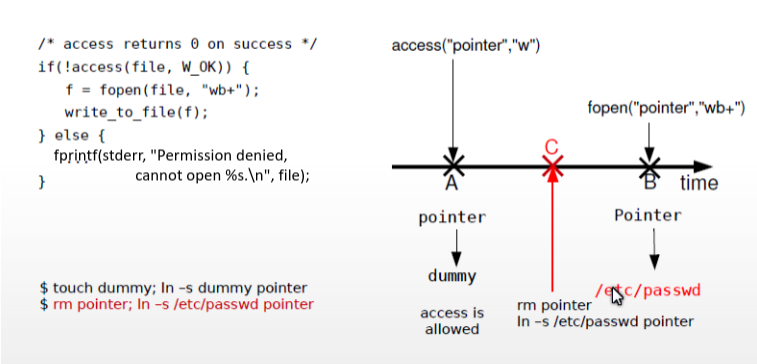 /* access returns 0 on success */
if(!access(file, W_OK)) {
f = fopen(file, "wb+");
write_to_file(f);
} else {
fprintf(stderr, "Permission denied,
cannot open %s.\n", file);
}
$ touch dummy; ln -s dummy pointer
$ rm pointer; ln -s /etc/passwd pointer
access("pointer","w")
fopen("pointer","wb+")
C
A
B
time
pointer
Pointer
dummy
/etc/passwd
access is
allowed
rm pointer
ln -s /etc/passwd pointer